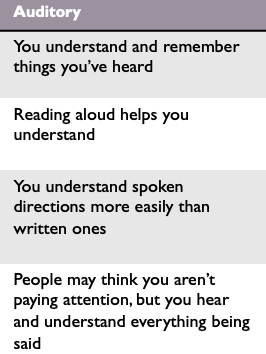 Auditory
You understand and remember
things you've heard
Reading aloud helps you
understand
You understand spoken
directions more easily than
written ones
People may think you aren't
paying attention, but you hear
and understand everything being
said